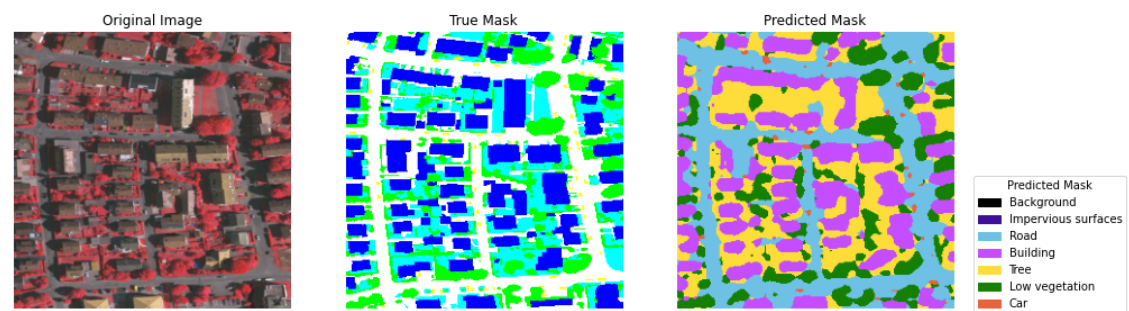 Original Image
True Mask
Predicted Mask
Predicted Mask
Background
Impervious surfaces
Road
Building
Tree
Low vegetation
Car